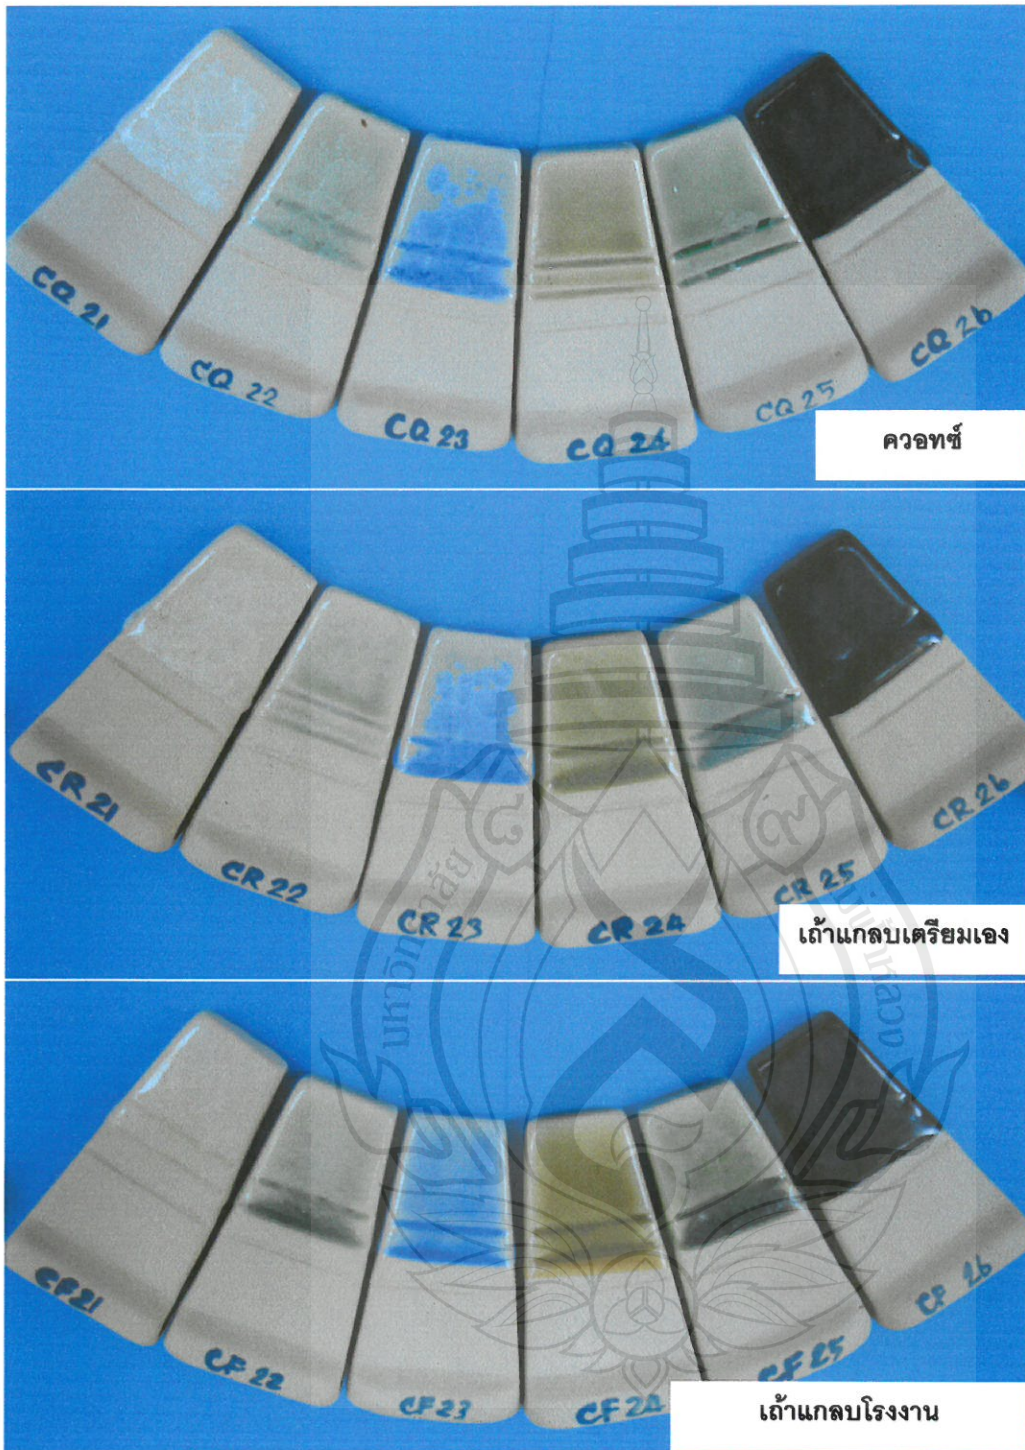 CQ 21
CQ 22
CQ 23
CQ 24
CQ 25
CQ 26
ควอทซ์
CR 21
CR 22
CR 23
CR 24
CR 25
CR 26
เถ้าแกลบเตรียมเอง
CF 21
CF 22
CF 23
CF 24
CF 25
CF 26
เถ้าแกลบโรงงาน